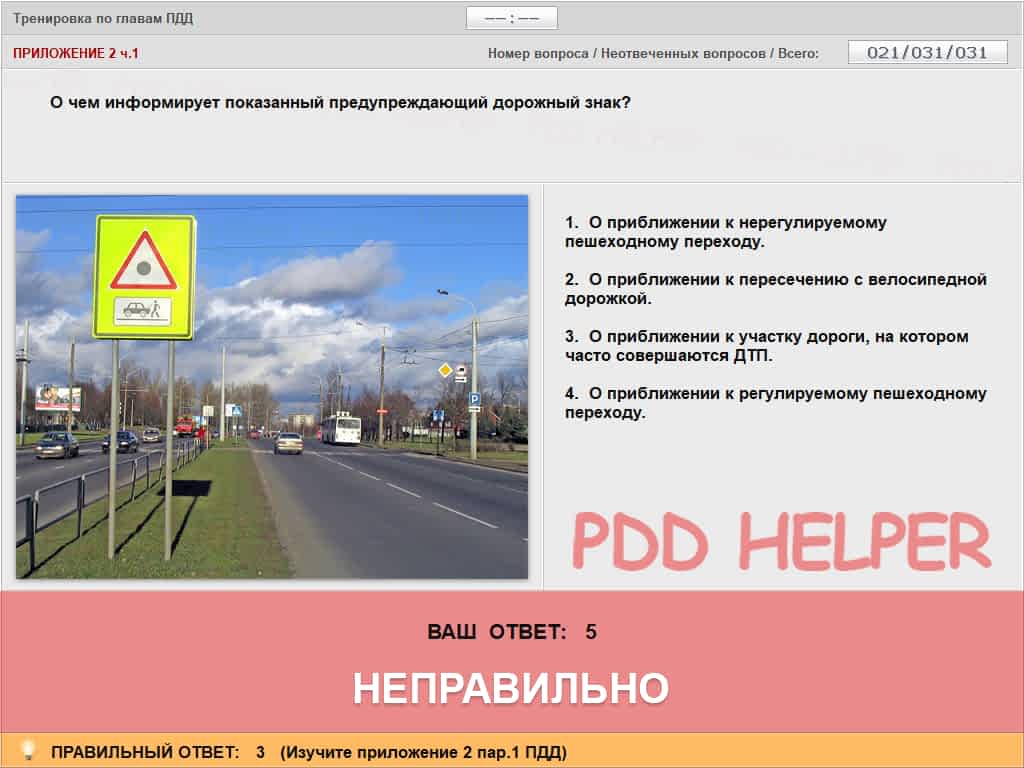 Тренировка по главам ПДД
–– : ––
ПРИЛОЖЕНИЕ 2 ч.1
Номер вопроса / Неотвеченных вопросов / Всего:
021/031/031
О чем информирует показанный предупреждающий дорожный знак?
1. О приближении к нерегулируемому
пешеходному переходу.
2. О приближении к пересечению с велосипедной
дорожкой.
3. О приближении к участку дороги, на котором
часто совершаются ДТП.
4. О приближении к регулируемому пешеходному
переходу.
P
PDD HELPER
ВАШ ОТВЕТ: 5
НЕПРАВИЛЬНО
ПРАВИЛЬНЫЙ ОТВЕТ: 3 (Изучите приложение 2 пар.1 ПДД)